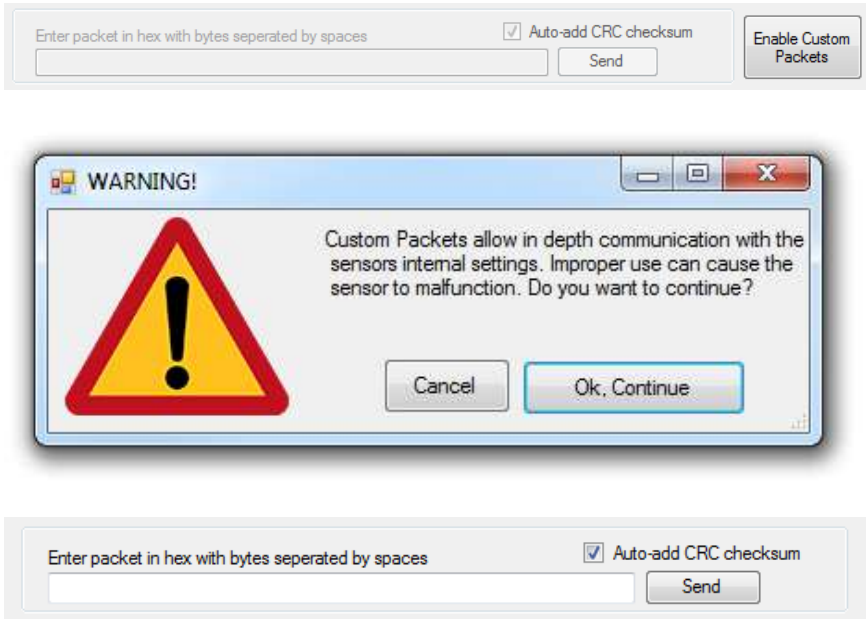 Enter packet in hex with bytes seperated by spaces
Auto-add CRC checksum
Send
Enable Custom
Packets
WARNING!
Custom Packets allow in depth communication with the
sensors internal settings. Improper use can cause the
sensor to malfunction. Do you want to continue?
Cancel
Ok, Continue
Enter packet in hex with bytes seperated by spaces
Auto-add CRC checksum
Send